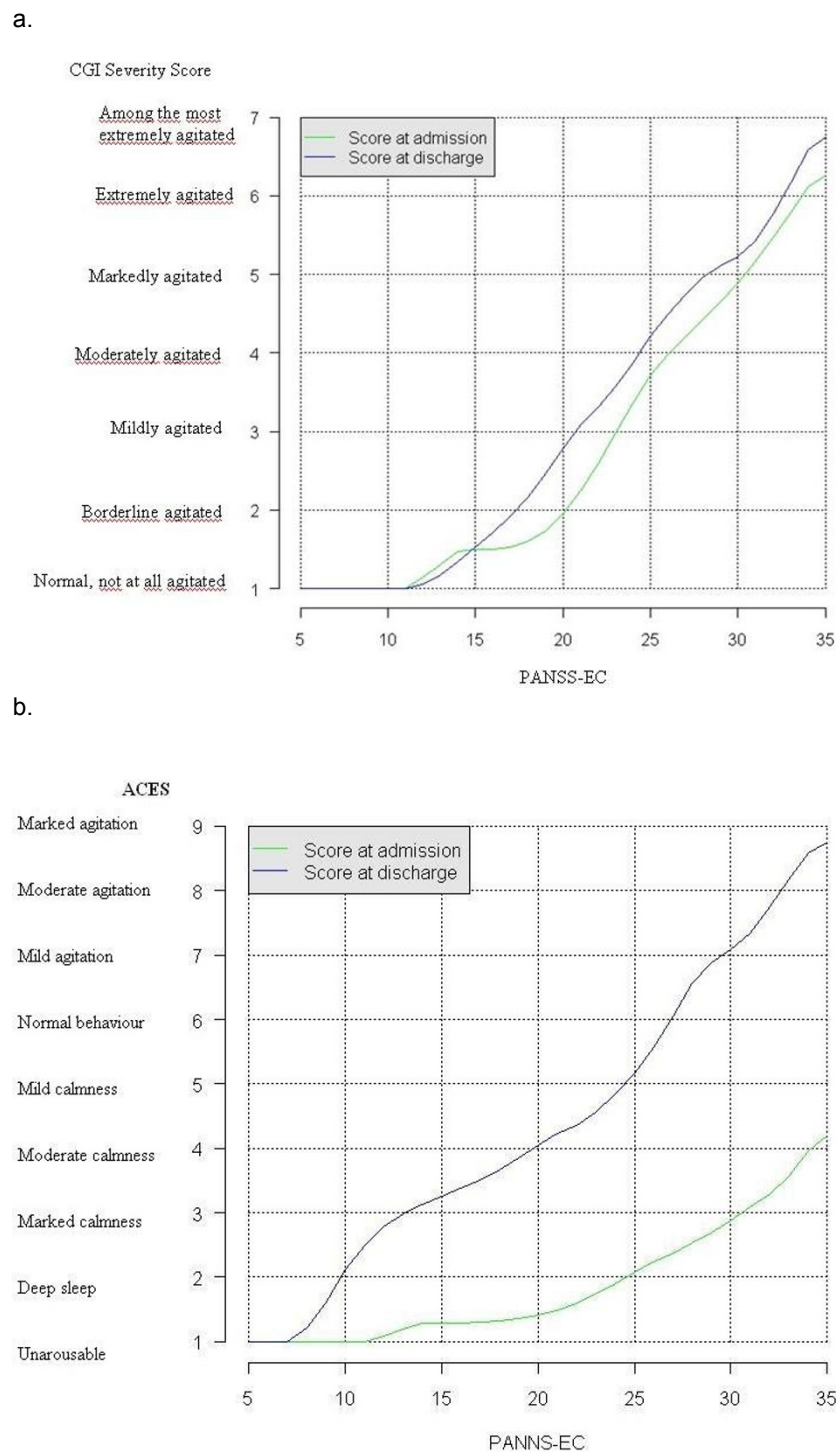 a.
CGI Severity Score
Among the most
extremely agitated
7
Score at admission
Score at discharge
Extremely agitated
6
Markedly agitated
5
Moderately agitated
4
Mildly agitated
3
Borderline agitated
2
Normal, not at all agitated
1
5 10 15 20 25 30 35
PANSS-EC
b.
ACES
Marked agitation
9
Score at admission
Score at discharge
Moderate agitation
8
Mild agitation
7
Normal behaviour
6
Mild calmness
5
Moderate calmness
4
Marked calmness
3
Deep sleep
2
Unarousable
1
5 10 15 20 25 30 35
PANNS-EC